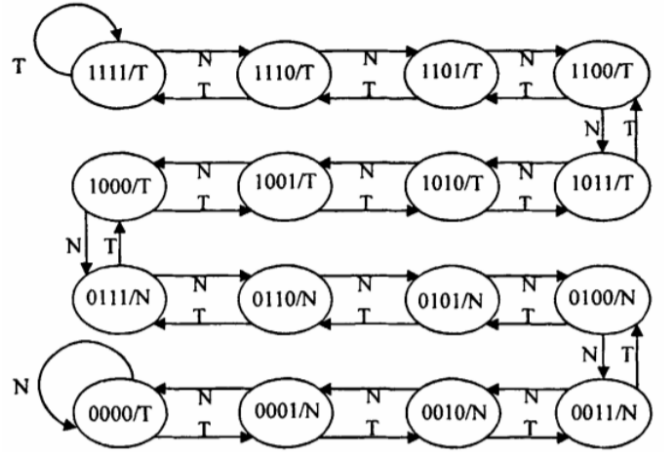 N N N
T 1111/T 1110/T 1101/T 1100/T
T T T
N T
N N N
1000/T 1001/T 1010/T 1011/T
T T T
N T
N N N
0111/N 0110/N 0101/N 0100/N
T T T
N T
N N N N
0000/T 0001/N 0010/N 0011/N
T T T